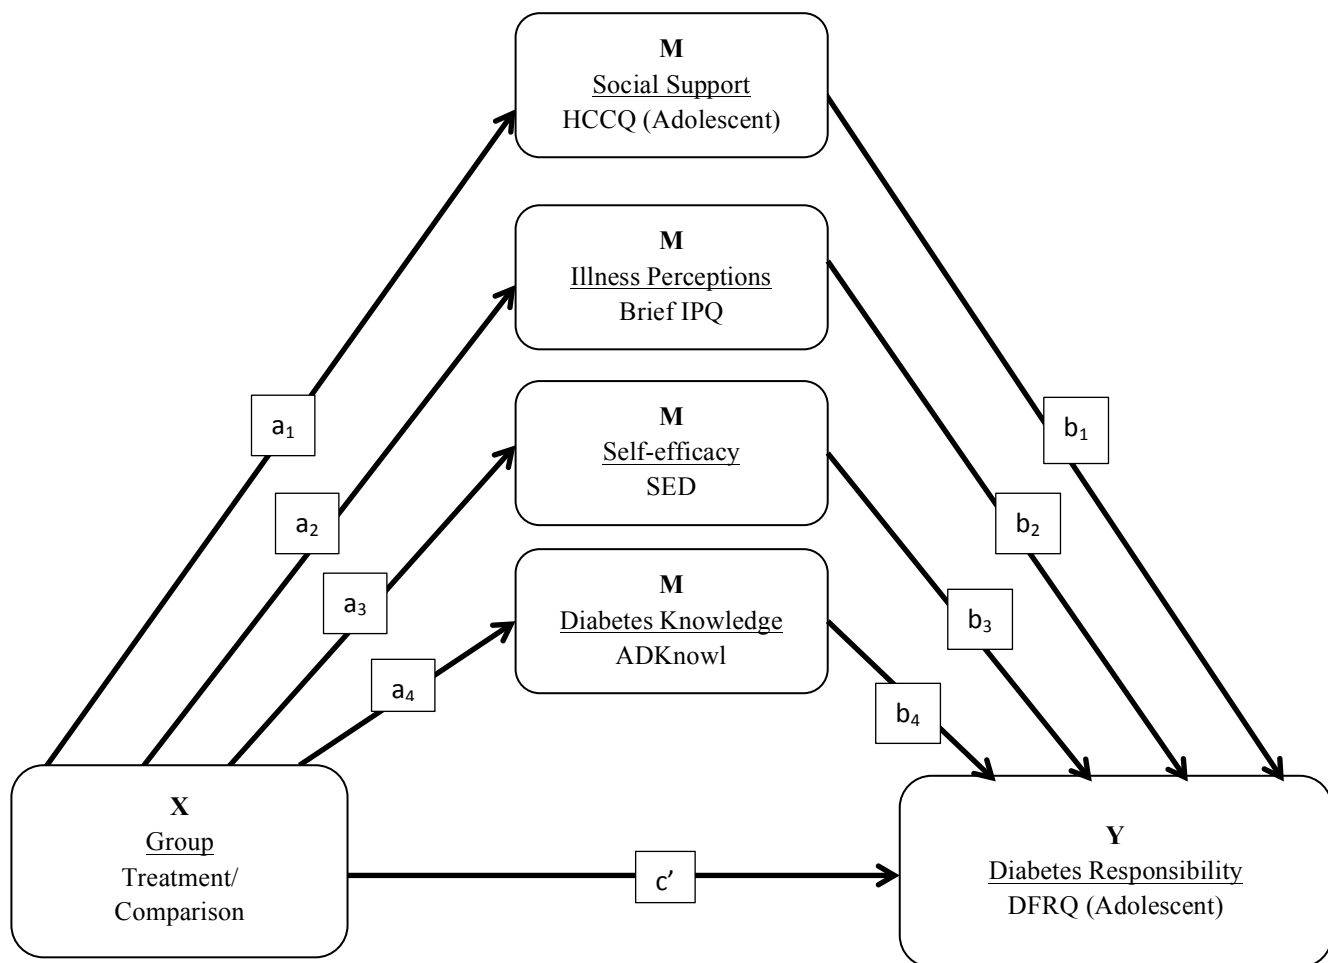 M
Social Support
HCCQ (Adolescent)
M
Illness Perceptions
Brief IPQ
a₁
b₁
M
Self-efficacy
SED
a₂
b₂
M
Diabetes Knowledge
ADKnowl
a₃
b₃
a₄
b₄
X
Group
Treatment/
Comparison
c’
Y
Diabetes Responsibility
DFRQ (Adolescent)